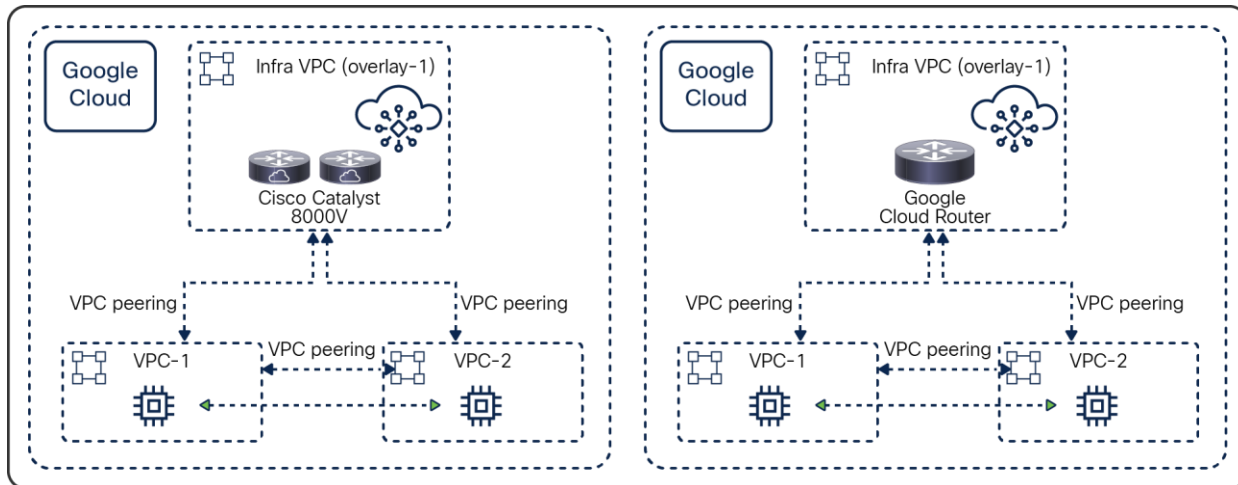 Google
Cloud
Infra VPC (overlay-1)
Cisco Catalyst
8000V
VPC peering
VPC peering
VPC-1
VPC peering
VPC-2
Google
Cloud
Infra VPC (overlay-1)
Google
Cloud Router
VPC peering
VPC peering
VPC-1
VPC peering
VPC-2